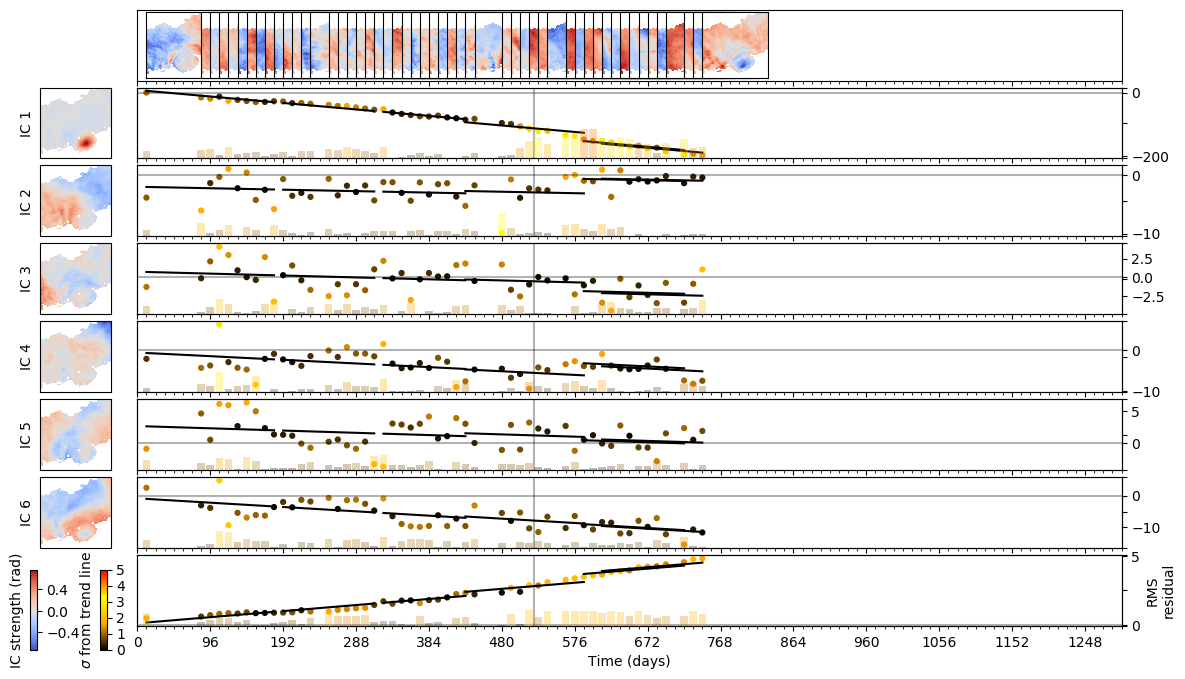 IC 1
0
−200
IC 2
0
−10
IC 3
2.5
0.0
−2.5
IC 4
0
−10
IC 5
5
0
IC 6
0
−10
5
0
RMS
residual
IC strength (rad)
0.4
0.0
−0.4
σ from trend line
5
4
3
2
1
0
0 96 192 288 384 480 576 672 768 864 960 1056 1152 1248
Time (days)